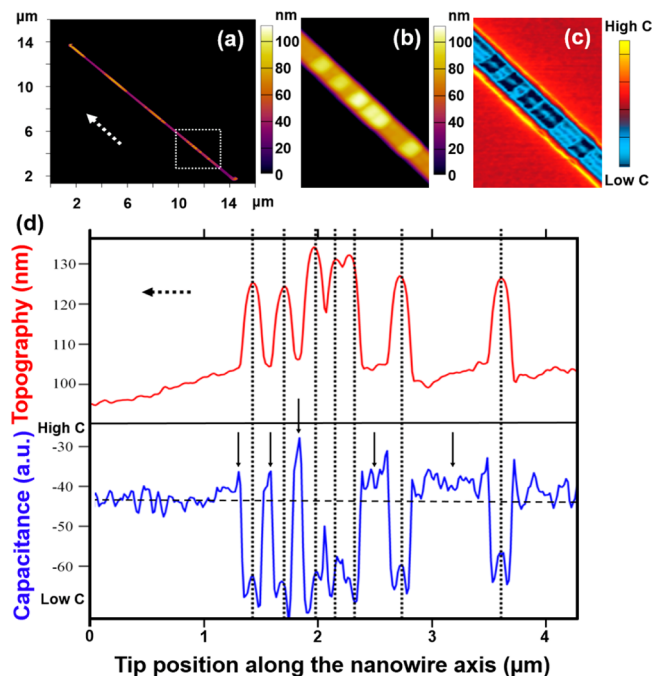 µm
(a)
14
10
6
2
2
6
10
14
µm
nm
100
80
60
40
20
0
(b)
nm
100
80
60
40
20
0
(c)
High C
Low C
(d)
Topography (nm)
130
120
110
100
Capacitance (a.u.)
High C
-30
-40
-50
-60
Low C
0
1
2
3
4
Tip position along the nanowire axis (µm)